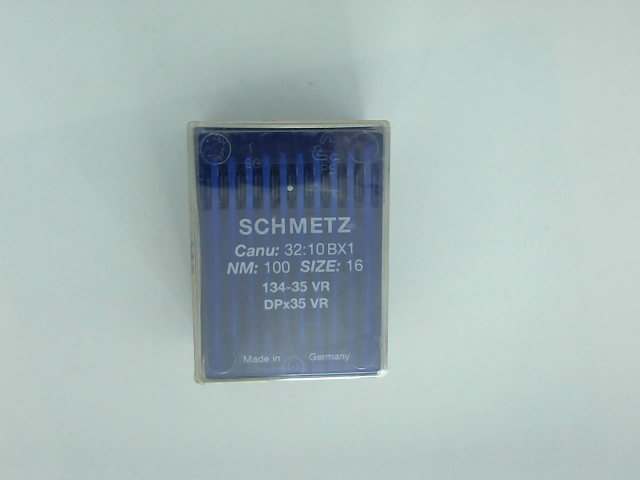 SCHMETZ
Canu: 32:10 BX1
NM: 100 SIZE: 16
134-35 VR
DPx35 VR
Made in Germany